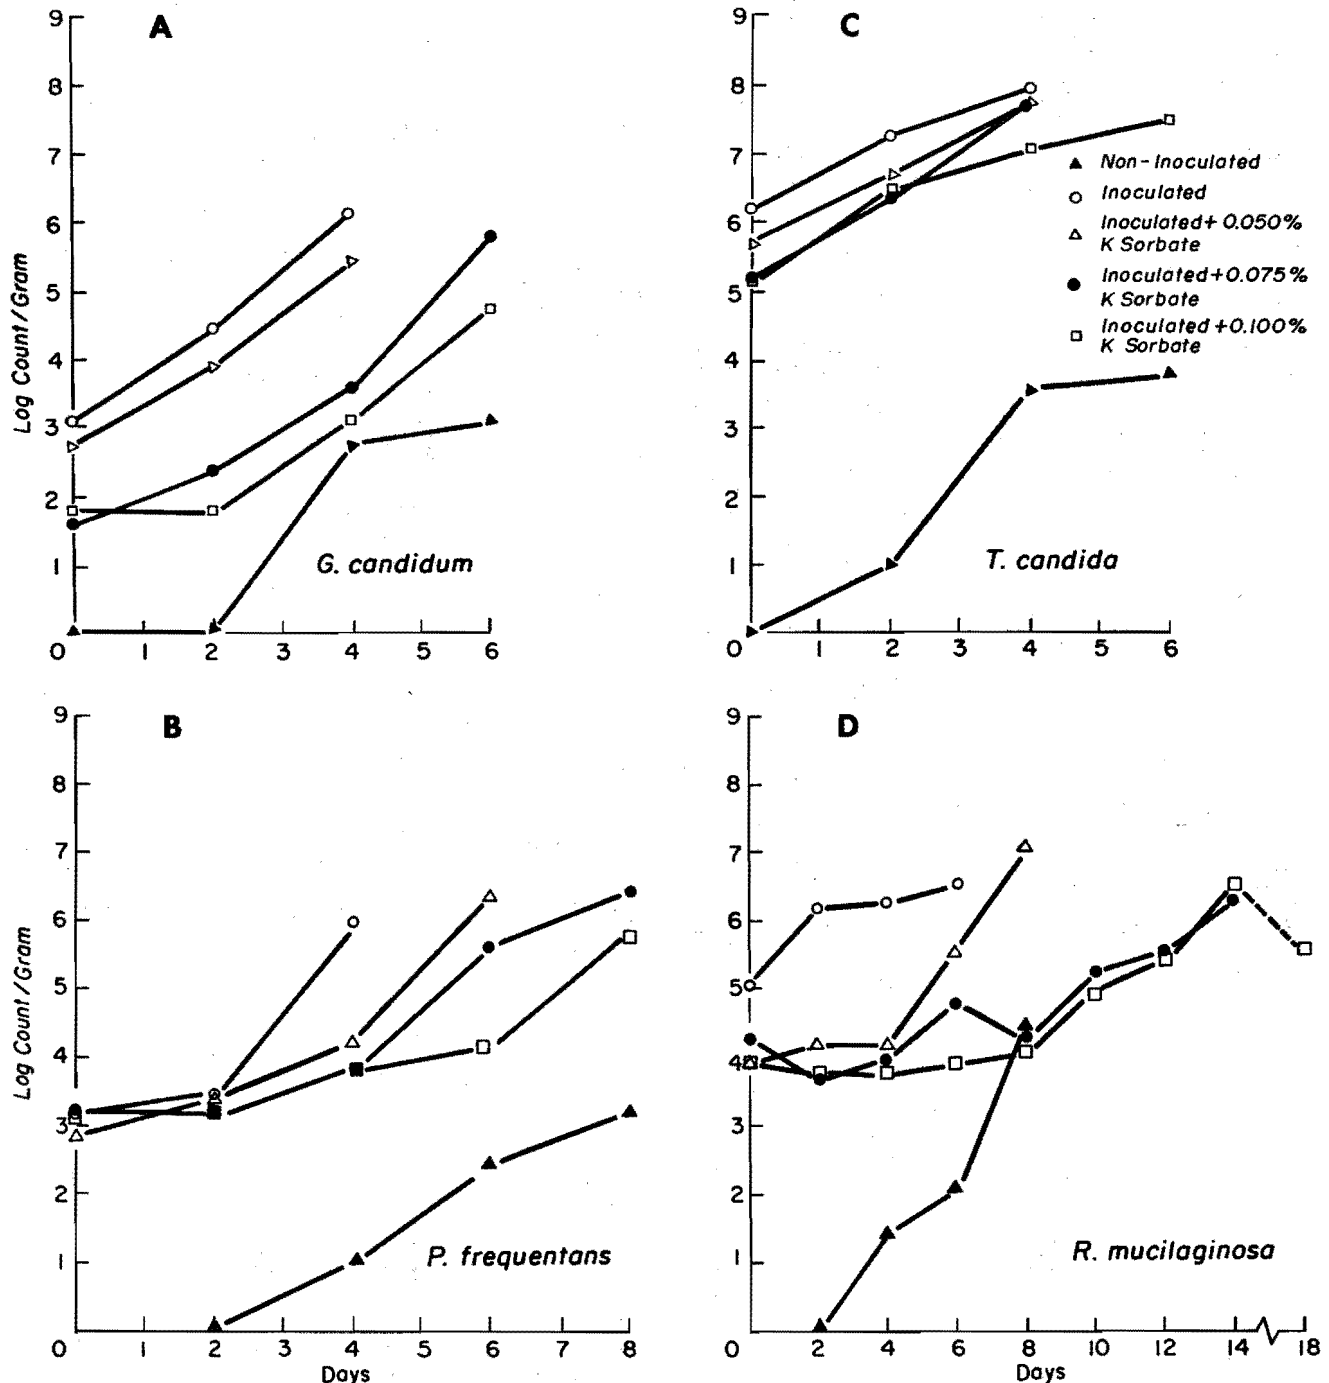 A
9
8
7
6
5
4
3
2
1
0 1 2 3 4 5 6
Log Count/Gram
G. candidum
C
9
8
7
6
5
4
3
2
1
0 1 2 3 4 5 6
Non-Inoculated
Inoculated
Inoculated+ 0.050%
K Sorbate
Inoculated+0.075%
K Sorbate
Inoculated+0.100%
K Sorbate
T. candida
B
9
8
7
6
5
4
3
2
1
0 1 2 3 4 5 6 7 8
Log Count/Gram
Days
P. frequentans
D
9
8
7
6
5
4
3
2
1
0 2 4 6 8 10 12 14 18
Days
R. mucilaginosa